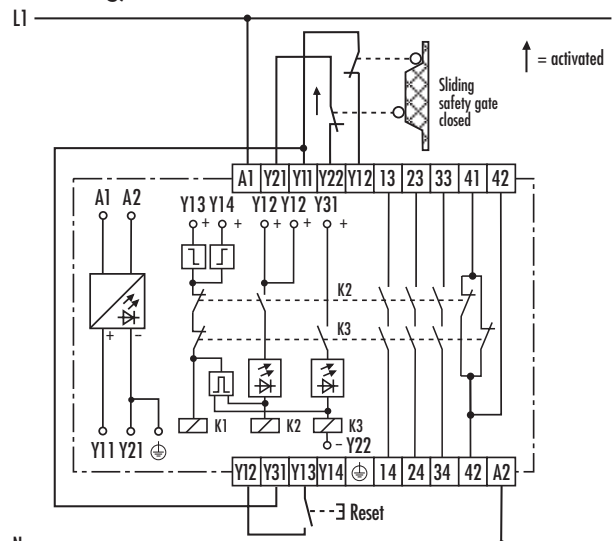 L1
= activated
Sliding
safety gate
closed
A1 Y21 Y11 Y22 Y12 13 23 33 41 42
A1 A2 Y13 Y14 Y12 Y12 Y31
+ + + + +
K2
K3
+ −
K1 K2 K3
− Y22
Y11 Y21
Y12 Y31 Y13 Y14 14 24 34 42 A2
Reset